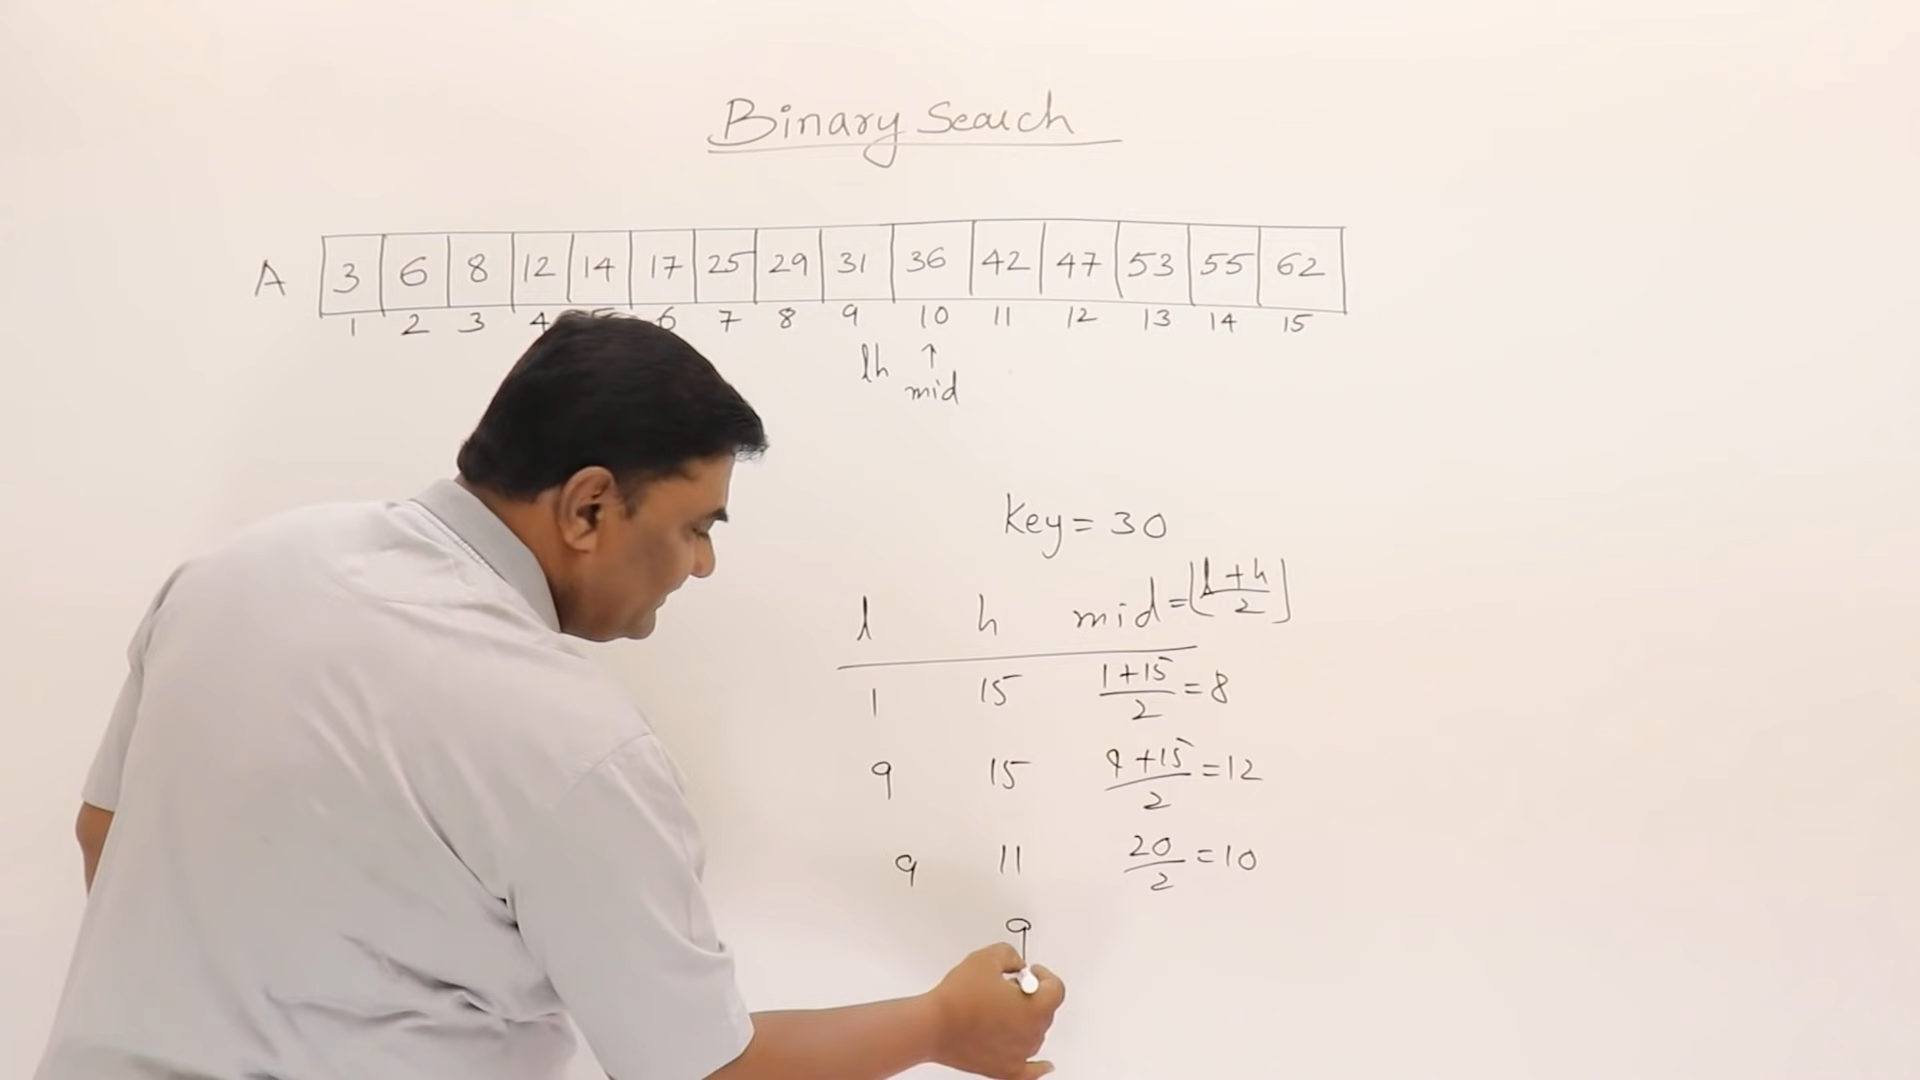 Binary Search
A 3 6 8 12 14 17 25 29 31 36 42 47 53 55 62
1 2 3 4 6 7 8 9 10 11 12 13 14 15
lh ↑
mid
Key = 30
l h mid = ⌊(l+h)/2⌋
1 15 (1+15)/2 = 8
9 15 (9+15)/2 = 12
9 11 20/2 = 10
9